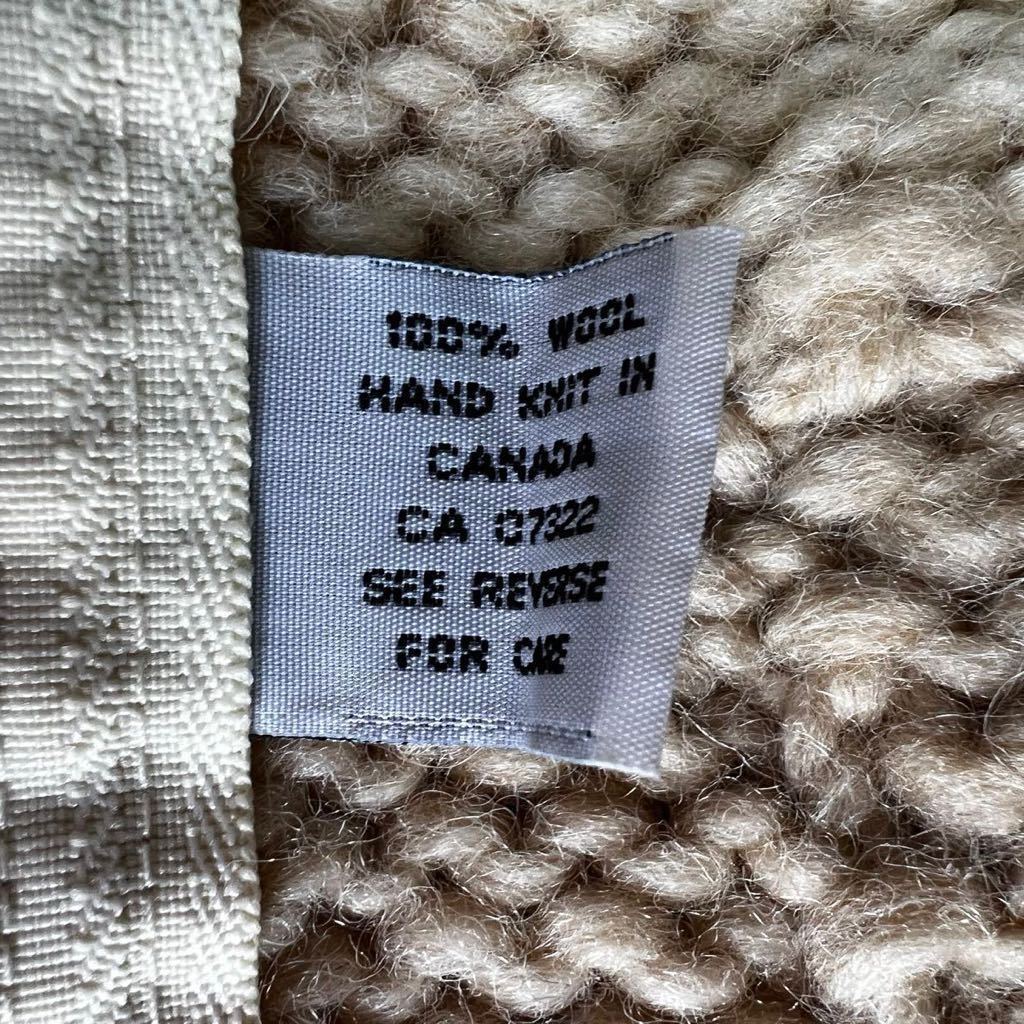 100% WOOL
HAND KNIT IN
CANADA
CA 07322
SEE REVERSE
FOR CARE